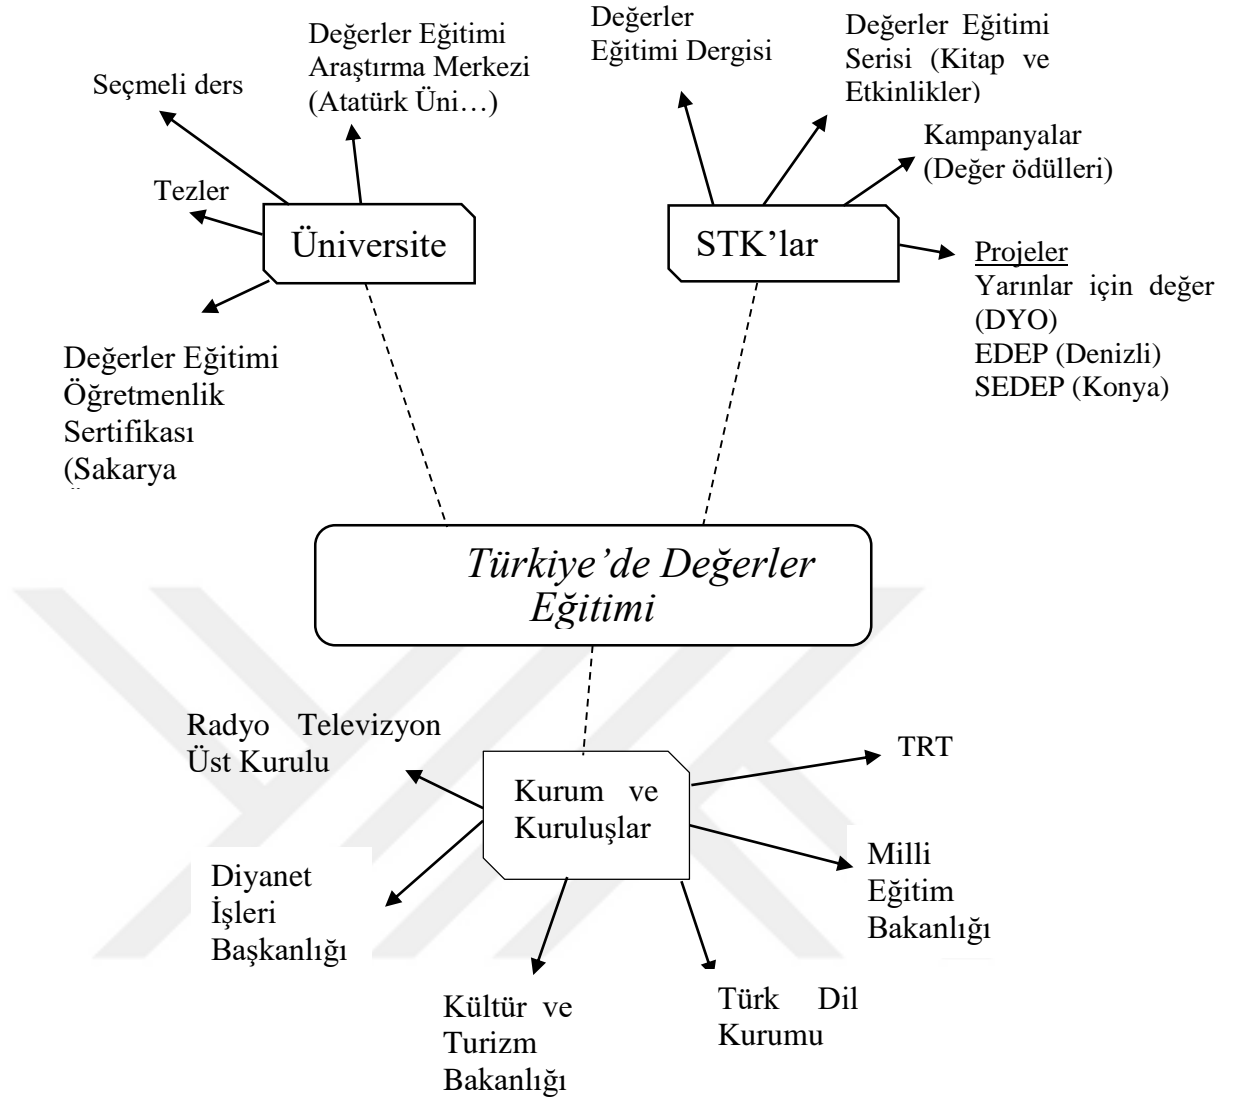 Değerler Eğitimi
Araştırma Merkezi
(Atatürk Üni…)
Seçmeli ders
Tezler
Üniversite
Değerler Eğitimi
Öğretmenlik
Sertifikası
(Sakarya
Değerler
Eğitimi Dergisi
Değerler Eğitimi
Serisi (Kitap ve
Etkinlikler)
Kampanyalar
(Değer ödülleri)
STK’lar
Projeler
Yarınlar için değer
(DYO)
EDEP (Denizli)
SEDEP (Konya)
Türkiye’de Değerler
Eğitimi
Radyo Televizyon
Üst Kurulu
TRT
Kurum ve
Kuruluşlar
Diyanet
İşleri
Başkanlığı
Milli
Eğitim
Bakanlığı
Kültür ve
Turizm
Bakanlığı
Türk Dil
Kurumu